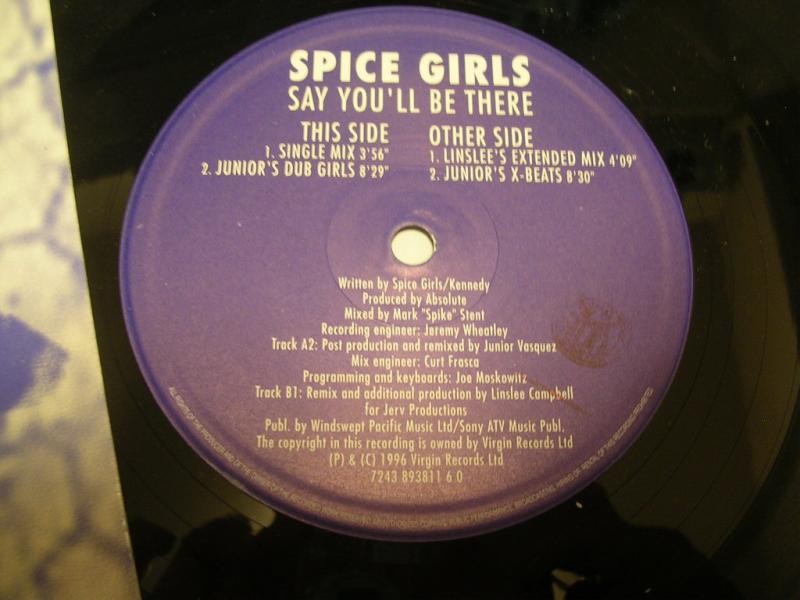 SPICE GIRLS
SAY YOU'LL BE THERE
THIS SIDE
1. SINGLE MIX 3'56"
2. JUNIOR'S DUB GIRLS 8'29"
OTHER SIDE
1. LINSLEE'S EXTENDED MIX 4'09"
2. JUNIOR'S X-BEATS 8'30"
Written by Spice Girls/Kennedy
Produced by Absolute
Mixed by Mark "Spike" Stent
Recording engineer: Jeremy Wheatley
Track A2: Post production and remixed by Junior Vasquez
Mix engineer: Curt Frasca
Programming and keyboards: Joe Moskowitz
Track B1: Remix and additional production by Linslee Campbell
for Jerv Productions
Publ. by Windswept Pacific Music Ltd/Sony ATV Music Publ.
The copyright in this recording is owned by Virgin Records Ltd
(P) & (C) 1996 Virgin Records Ltd
7243 893811 6 0